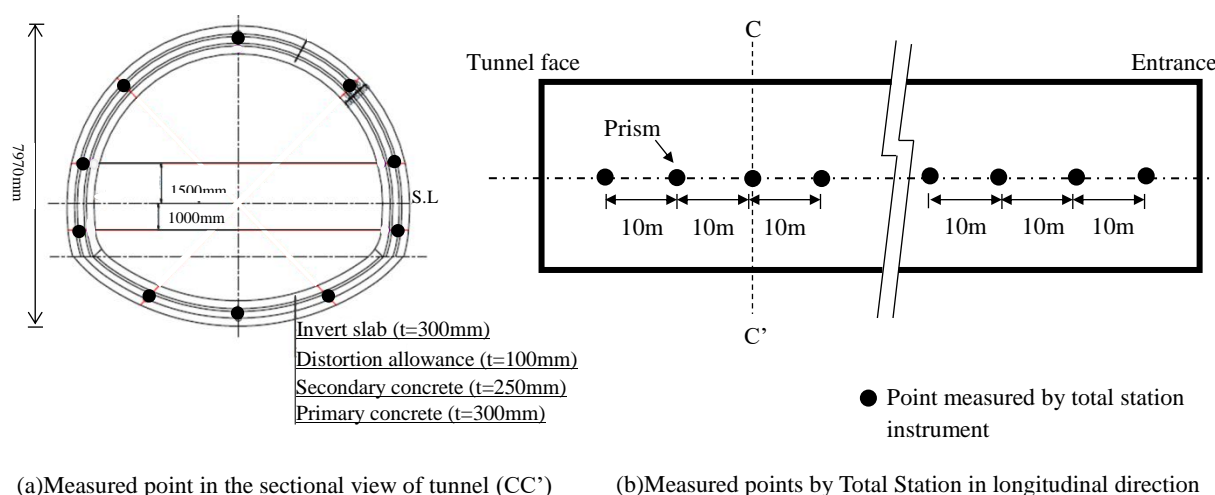 7970mm
1500mm
1000mm
S.L
Invert slab (t=300mm)
Distortion allowance (t=100mm)
Secondary concrete (t=250mm)
Primary concrete (t=300mm)
(a)Measured point in the sectional view of tunnel (CC’)
C
Tunnel face
Entrance
Prism
10m 10m 10m
10m 10m 10m
C’
Point measured by total station
instrument
(b)Measured points by Total Station in longitudinal direction